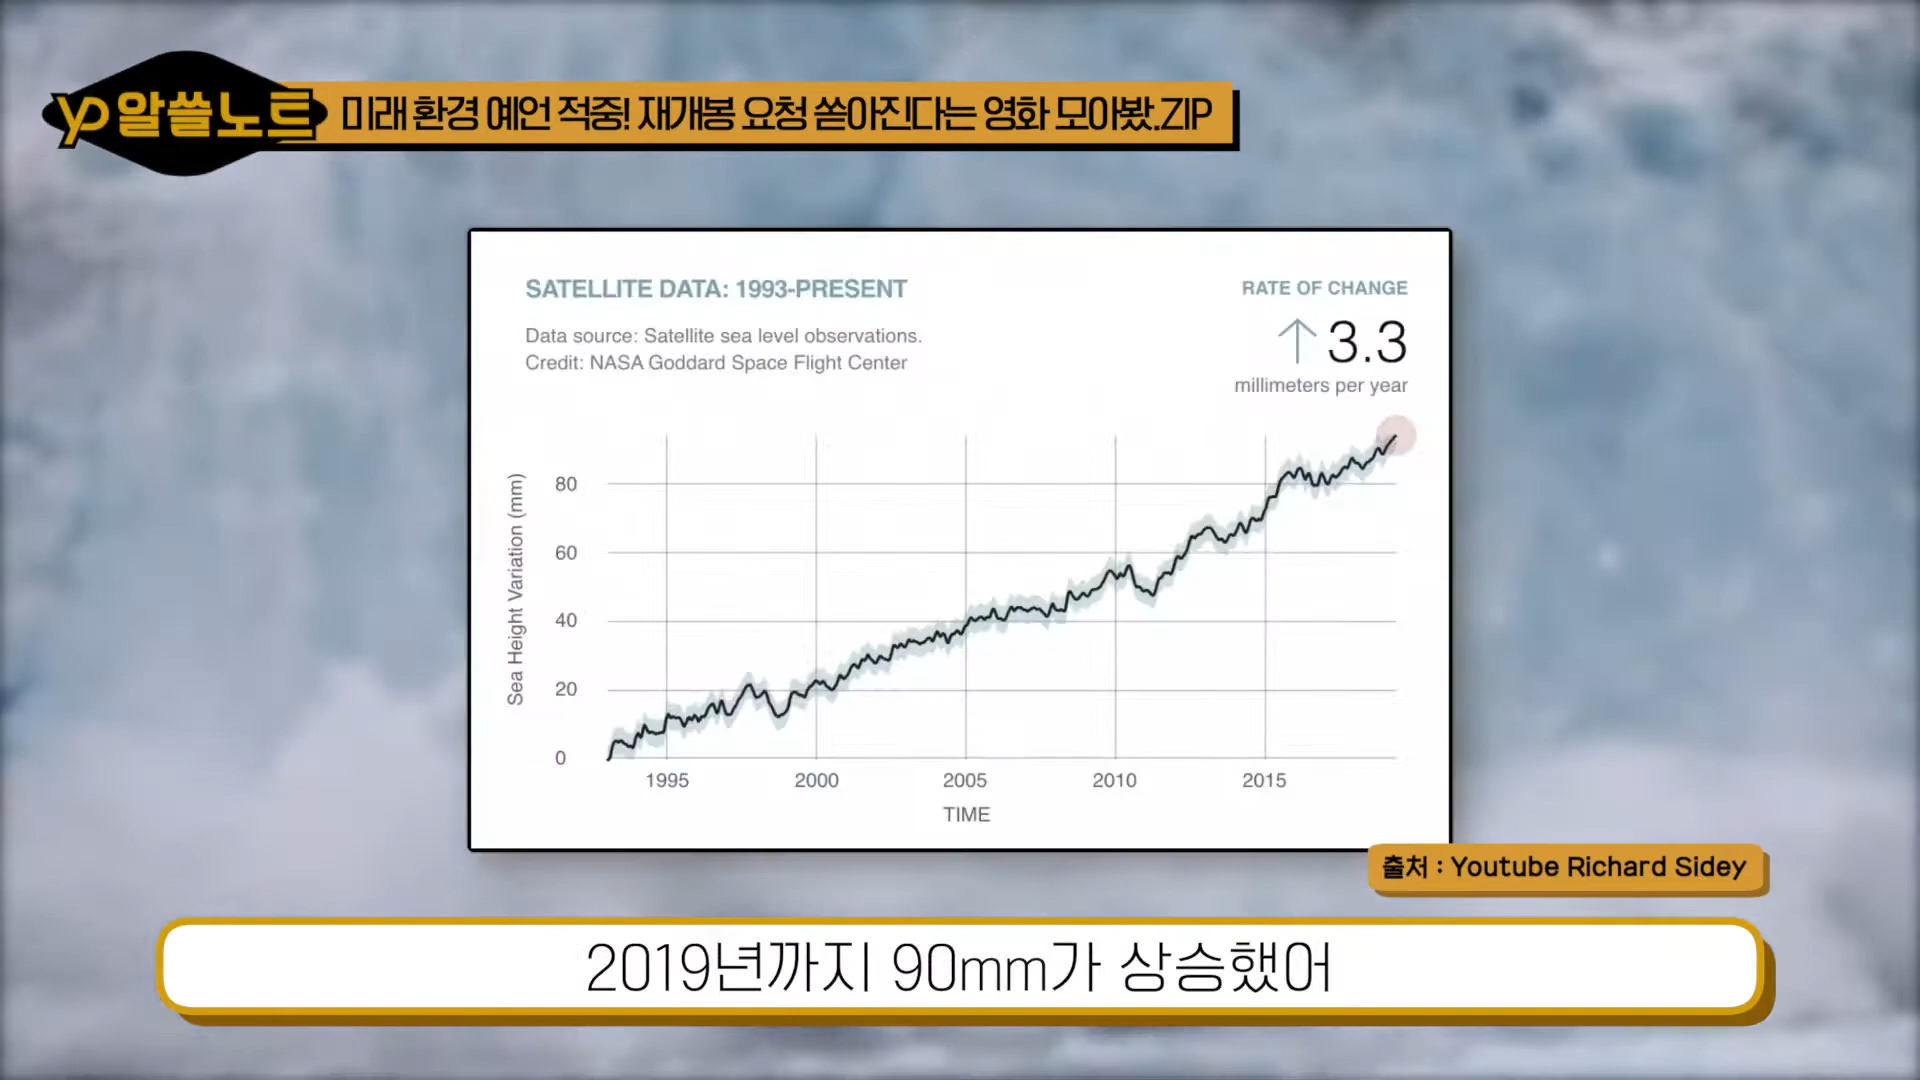 yp 알쓸노트
미래 환경 예언 적중! 재개봉 요청 쏟아진다는 영화 모아봤.ZIP
SATELLITE DATA: 1993-PRESENT
Data source: Satellite sea level observations.
Credit: NASA Goddard Space Flight Center
RATE OF CHANGE
↑ 3.3
millimeters per year
Sea Height Variation (mm)
80
60
40
20
0
1995 2000 2005 2010 2015
TIME
출처 : Youtube Richard Sidey
2019년까지 90mm가 상승했어